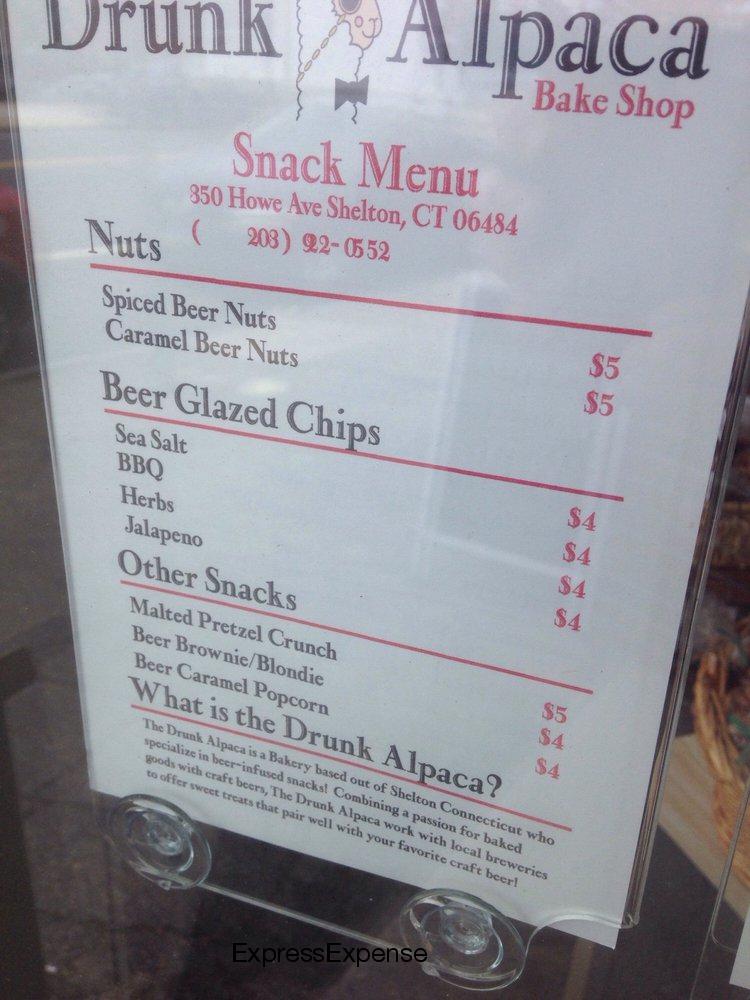 Drunk Alpaca
Bake Shop
Snack Menu
350 Howe Ave Shelton, CT 06484
Nuts
Spiced Beer Nuts $5
Caramel Beer Nuts $5
Beer Glazed Chips
Sea Salt $4
BBQ $4
Herbs $4
Jalapeno $4
Other Snacks
Malted Pretzel Crunch $5
Beer Brownie/Blondie $4
Beer Caramel Popcorn $4
What is the Drunk Alpaca?
The Drunk Alpaca is a Bakery based out of Shelton Connecticut who
specialize in beer-infused snacks! Combining a passion for baked
goods with craft beers, The Drunk Alpaca work with local breweries
to offer sweet treats that pair well with your favorite craft beer!
ExpressExpense